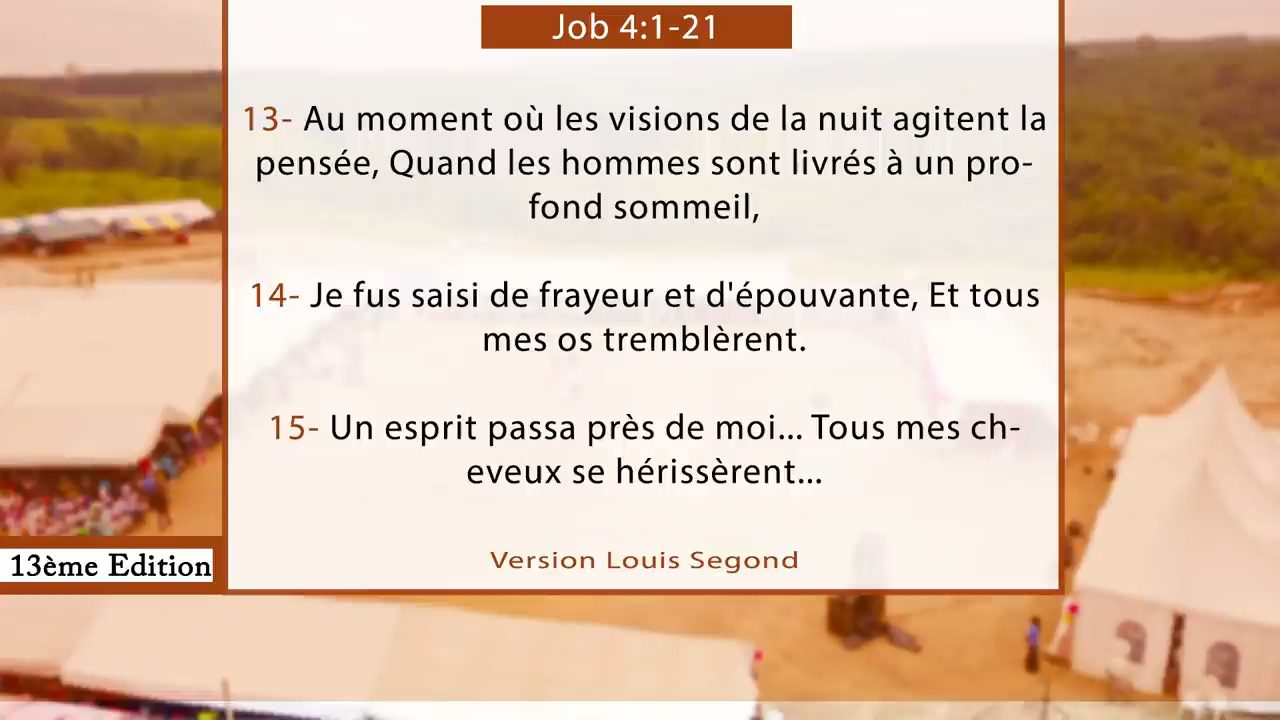 Job 4:1-21
13- Au moment où les visions de la nuit agitent la
pensée, Quand les hommes sont livrés à un pro-
fond sommeil,
14- Je fus saisi de frayeur et d'épouvante, Et tous
mes os tremblèrent.
15- Un esprit passa près de moi... Tous mes ch-
eveux se hérissèrent...
Version Louis Segond
13ème Edition